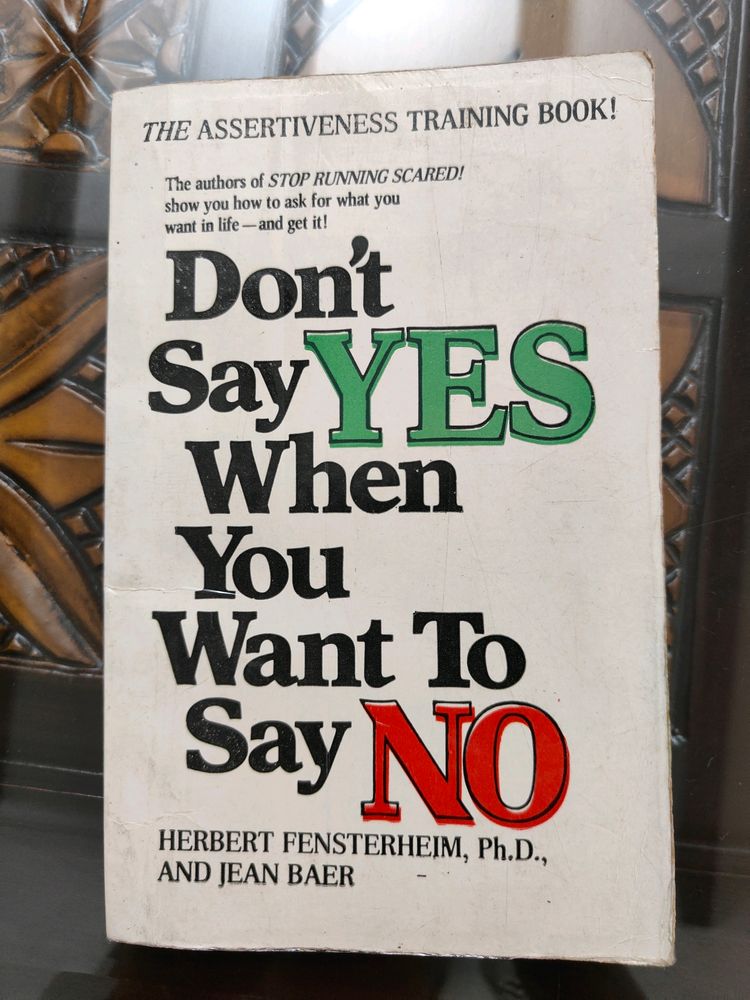 THE ASSERTIVENESS TRAINING BOOK!
The authors of STOP RUNNING SCARED!
show you how to ask for what you
want in life—and get it!
Don't
Say YES
When
You
Want To
Say NO
HERBERT FENSTERHEIM, Ph.D.,
AND JEAN BAER